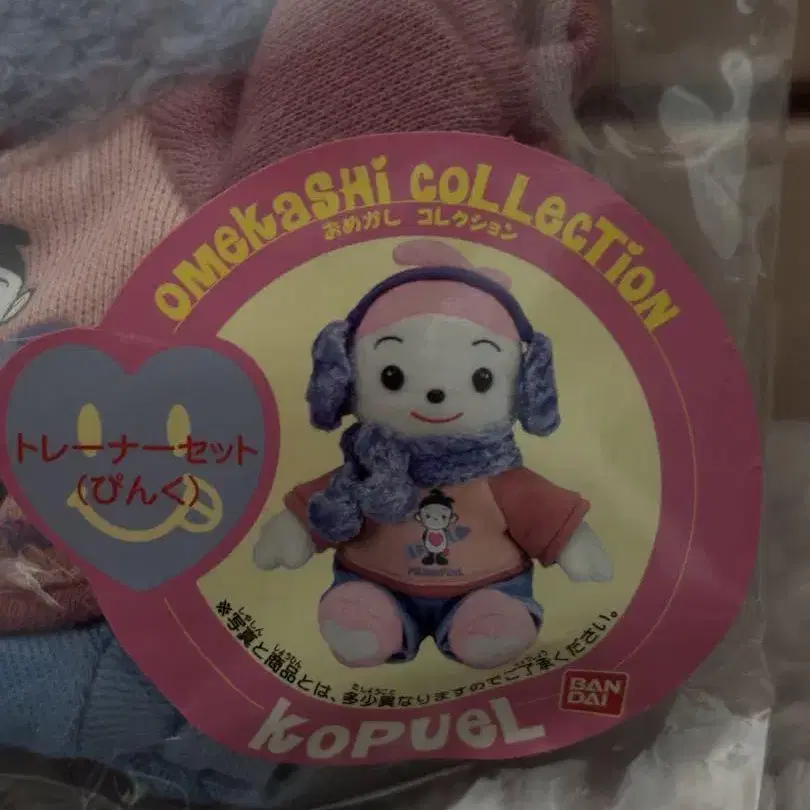 OMEKASHI COLLECTION
おめかし コレクション
トレーナーセット
(ぴんく)
※写真と商品とは、多少異なりますのでご了承ください。
BAN
DAI
KOPUEL